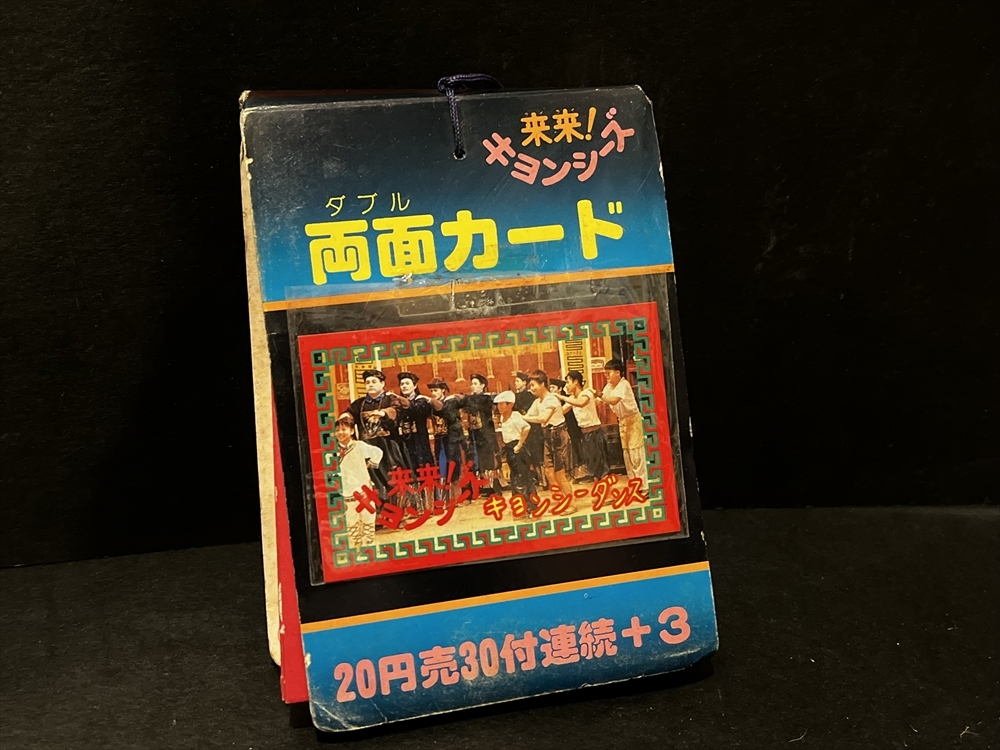 来来!
キョンシーズ
ダブル
両面カード
来来!
キョンシーズ
キョンシーダンス
20円売30付連続+3